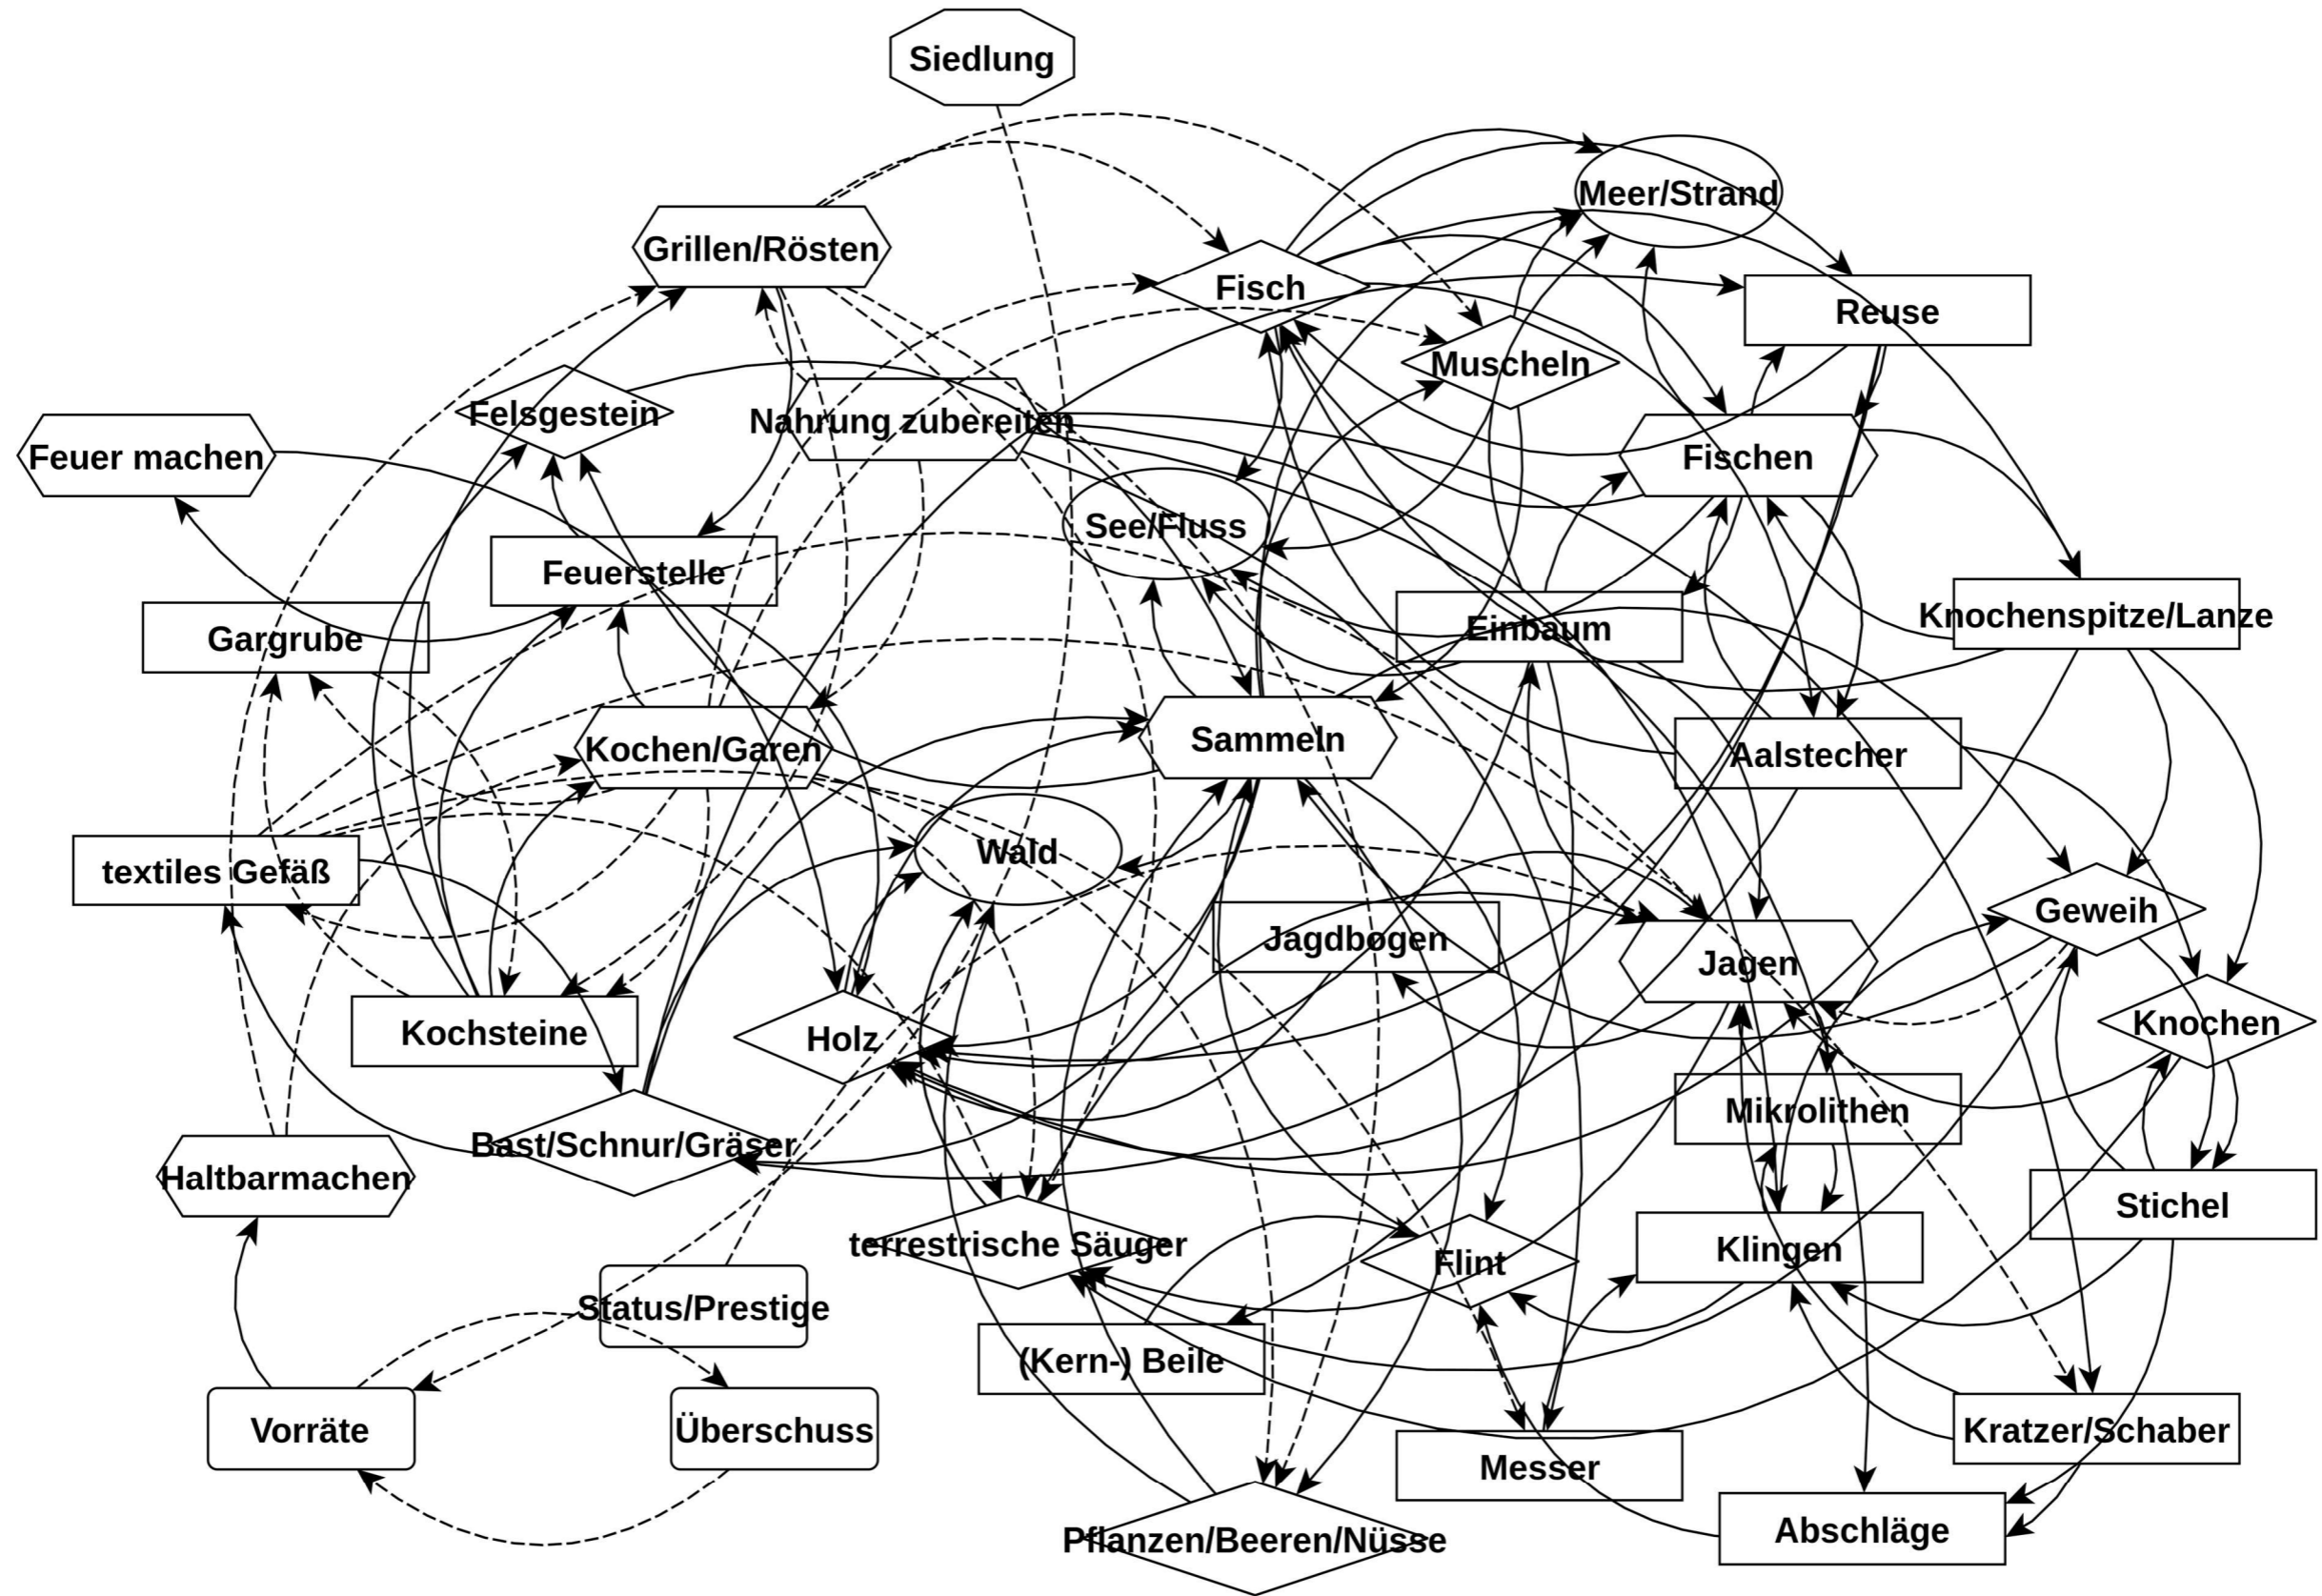 Siedlung
Meer/Strand
Grillen/Rösten
Fisch
Reuse
Muscheln
Felsgestein
Nahrung zubereiten
Feuer machen
Fischen
See/Fluss
Feuerstelle
Knochenspitze/Lanze
Einbaum
Gargrube
Sammeln
Kochen/Garen
Aalstecher
Wald
textiles Gefäß
Geweih
Jagdbogen
Jagen
Knochen
Kochsteine
Holz
Mikrolithen
Bast/Schnur/Gräser
Haltbarmachen
Stichel
terrestrische Säuger
Klingen
Flint
Status/Prestige
(Kern-) Beile
Vorräte
Überschuss
Kratzer/Schaber
Messer
Abschläge
Pflanzen/Beeren/Nüsse